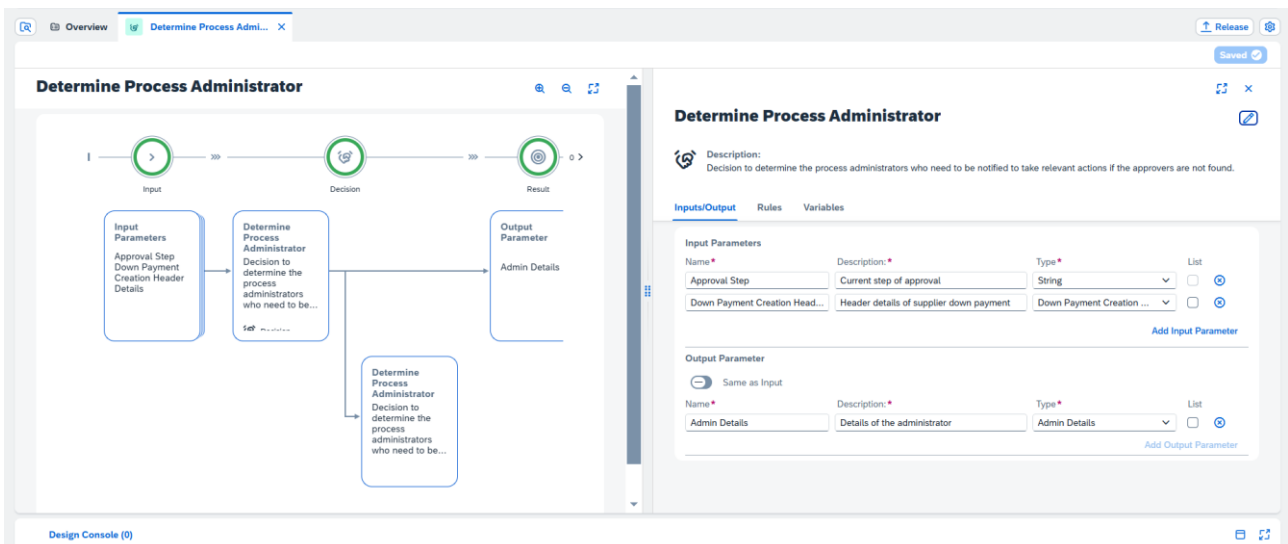 Overview
Determine Process Admi...
Release
Saved
Determine Process Administrator
Input
Decision
Result
0
Input
Parameters
Approval Step
Down Payment
Creation Header
Details
Determine
Process
Administrator
Decision to
determine the
process
administrators
who need to be...
Decision
Output
Parameter
Admin Details
Determine
Process
Administrator
Decision to
determine the
process
administrators
who need to be...
Determine Process Administrator
Description:
Decision to determine the process administrators who need to be notified to take relevant actions if the approvers are not found.
Inputs/Output Rules Variables
Input Parameters
Name* Description:* Type* List
Approval Step Current step of approval String
Down Payment Creation Head... Header details of supplier down payment Down Payment Creation ...
Add Input Parameter
Output Parameter
Same as Input
Name* Description:* Type* List
Admin Details Details of the administrator Admin Details
Add Output Parameter
Design Console (0)